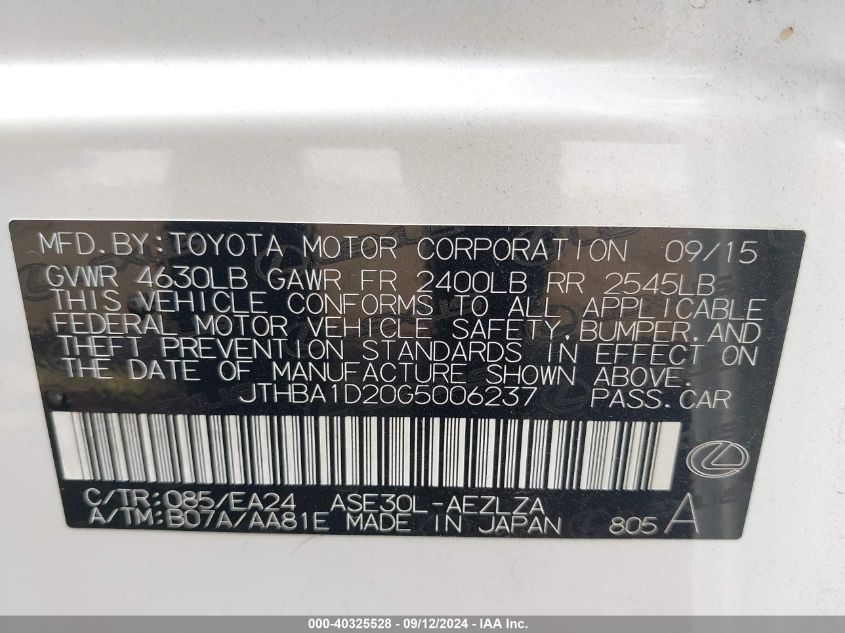 MFD.BY:TOYOTA MOTOR CORPORATION 09/15
GVWR 4630LB GAWR FR 2400LB RR 2545LB
THIS VEHICLE CONFORMS TO ALL APPLICABLE
FEDERAL MOTOR VEHICLE SAFETY,BUMPER,AND
THEFT PREVENTION STANDARDS IN EFFECT ON
THE DATE OF MANUFACTURE SHOWN ABOVE.
JTHBA1D20G5006237 PASS.CAR
C/TR:085/EA24 ASE30L-AEZLZA
A/TM:B07A/AA81E MADE IN JAPAN 805 A
000-40325528 - 09/12/2024 - IAA Inc.